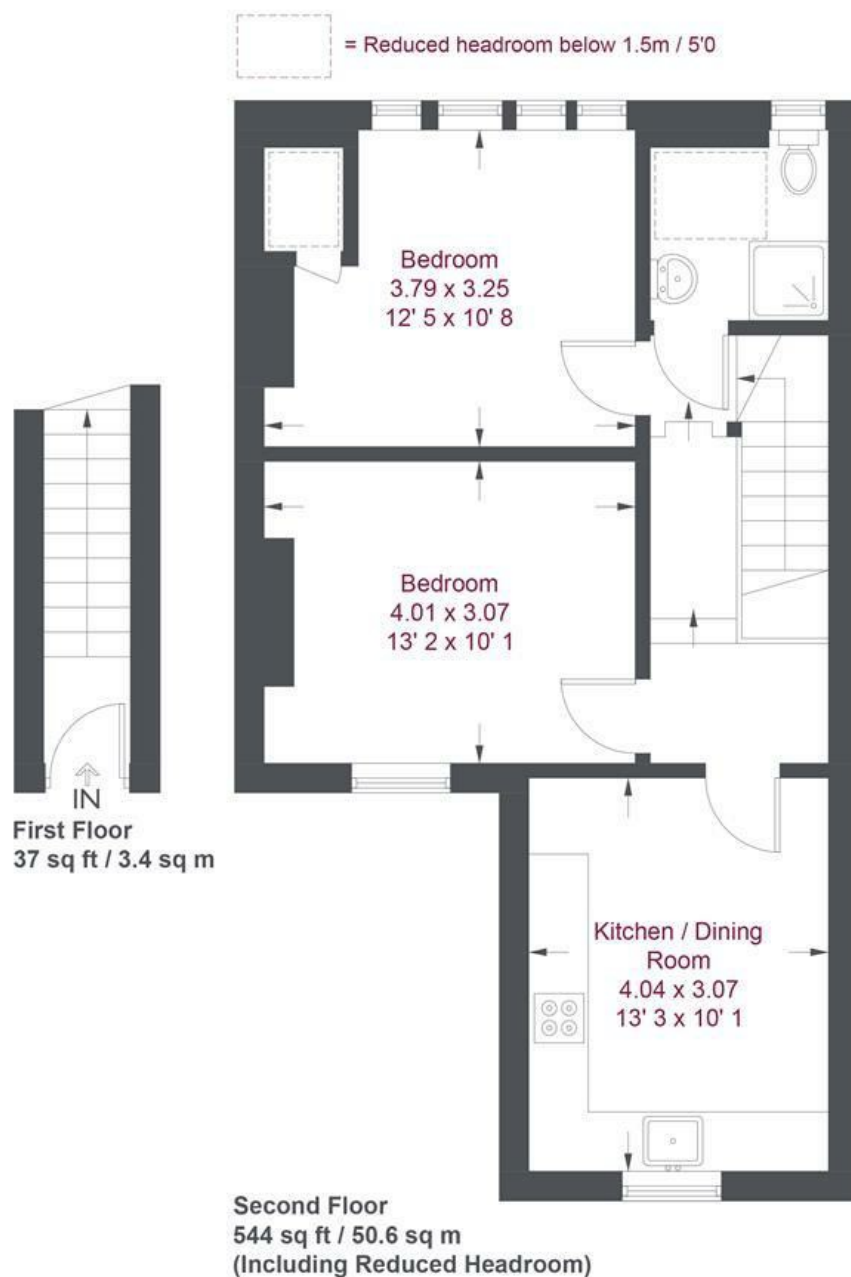 = Reduced headroom below 1.5m / 5'0
Bedroom
3.79 x 3.25
12' 5 x 10' 8
Bedroom
4.01 x 3.07
13' 2 x 10' 1
IN
First Floor
37 sq ft / 3.4 sq m
Kitchen / Dining
Room
4.04 x 3.07
13' 3 x 10' 1
Second Floor
544 sq ft / 50.6 sq m
(Including Reduced Headroom)